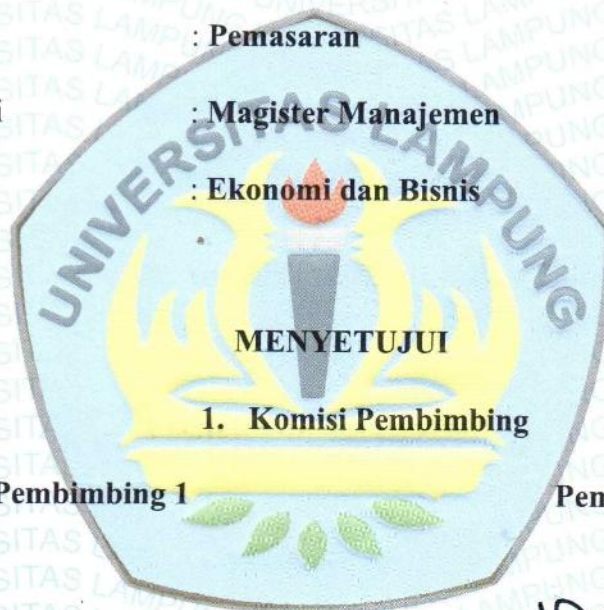 : Pemasaran
: Magister Manajemen
: Ekonomi dan Bisnis
UNIVERSITAS LAMPUNG
MENYETUJUI
1. Komisi Pembimbing
Pembimbing 1